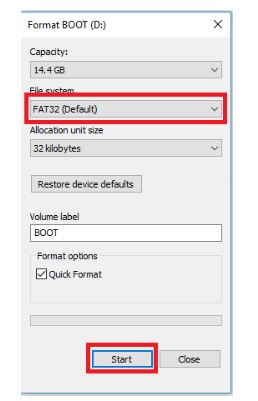 Format BOOT (D:)
Capacity:
14.4 GB
File system
FAT32 (Default)
Allocation unit size
32 kilobytes
Restore device defaults
Volume label
BOOT
Format options
Quick Format
Start Close